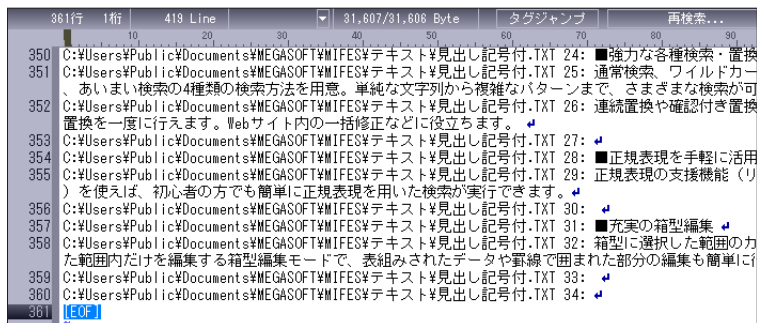 361行 1桁 419 Line 31,607/31,606 Byte タグジャンプ 再検索...
10 20 30 40 50 60 70 80 90
350 C:¥Users¥Public¥Documents¥MEGASOFT¥MIFES¥テキスト¥見出し記号付.TXT 24: ■強力な各種検索・置換
351 C:¥Users¥Public¥Documents¥MEGASOFT¥MIFES¥テキスト¥見出し記号付.TXT 25: 通常検索、ワイルドカー
、あいまい検索の4種類の検索方法を用意。単純な文字列から複雑なパターンまで、さまざまな検索が可
352 C:¥Users¥Public¥Documents¥MEGASOFT¥MIFES¥テキスト¥見出し記号付.TXT 26: 連続置換や確認付き置換
置換を一度に行えます。Webサイト内の一括修正などに役立ちます。 ↵
353 C:¥Users¥Public¥Documents¥MEGASOFT¥MIFES¥テキスト¥見出し記号付.TXT 27: ↵
354 C:¥Users¥Public¥Documents¥MEGASOFT¥MIFES¥テキスト¥見出し記号付.TXT 28: ■正規表現を手軽に活用
355 C:¥Users¥Public¥Documents¥MEGASOFT¥MIFES¥テキスト¥見出し記号付.TXT 29: 正規表現の支援機能（リ
）を使えば、初心者の方でも簡単に正規表現を用いた検索が実行できます。↵
356 C:¥Users¥Public¥Documents¥MEGASOFT¥MIFES¥テキスト¥見出し記号付.TXT 30: ↵
357 C:¥Users¥Public¥Documents¥MEGASOFT¥MIFES¥テキスト¥見出し記号付.TXT 31: ■充実の箱型編集 ↵
358 C:¥Users¥Public¥Documents¥MEGASOFT¥MIFES¥テキスト¥見出し記号付.TXT 32: 箱型に選択した範囲のカ
た範囲内だけを編集する箱型編集モードで、表組みされたデータや罫線で囲まれた部分の編集も簡単に行
359 C:¥Users¥Public¥Documents¥MEGASOFT¥MIFES¥テキスト¥見出し記号付.TXT 33: ↵
360 C:¥Users¥Public¥Documents¥MEGASOFT¥MIFES¥テキスト¥見出し記号付.TXT 34: ↵
361 [EOF]